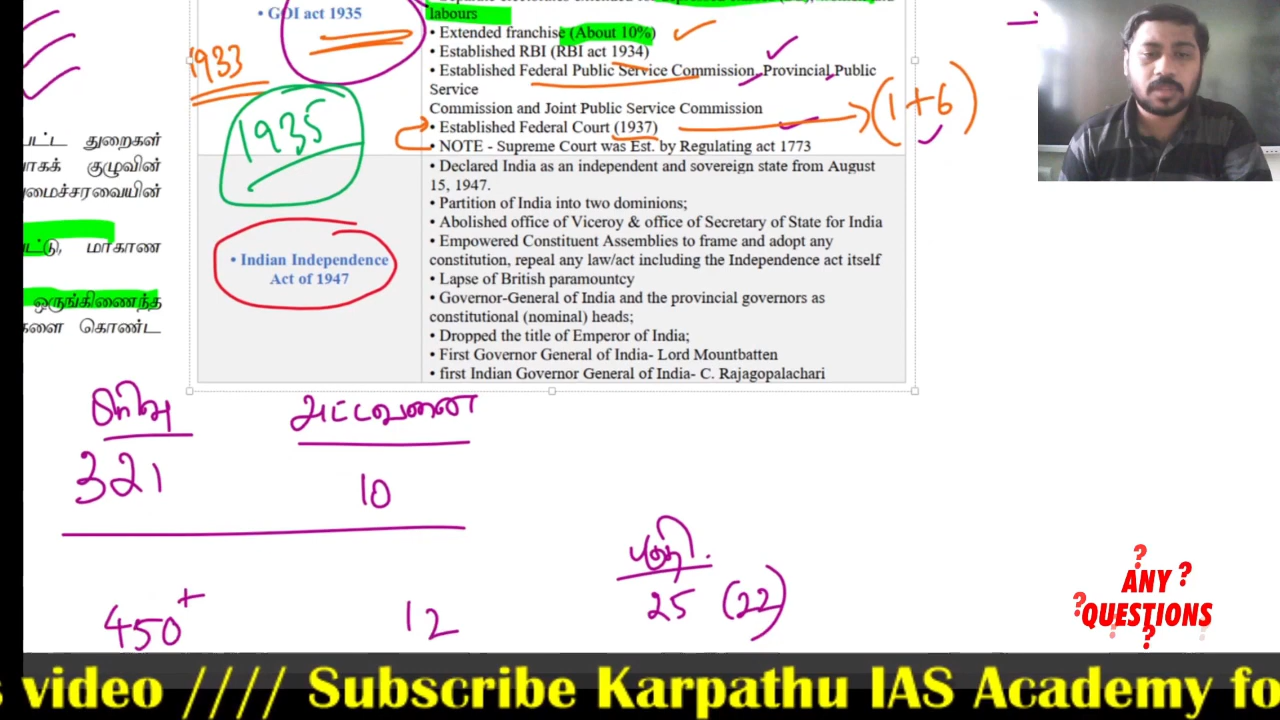 • GOI act 1935
labours
• Extended franchise (About 10%)
• Established RBI (RBI act 1934)
• Established Federal Public Service Commission, Provincial Public
Service
Commission and Joint Public Service Commission
• Established Federal Court (1937)
• NOTE - Supreme Court was Est. by Regulating act 1773
1933
1935
(1+6)
• Indian Independence
Act of 1947
• Declared India as an independent and sovereign state from August
15, 1947.
• Partition of India into two dominions;
• Abolished office of Viceroy & office of Secretary of State for India
• Empowered Constituent Assemblies to frame and adopt any
constitution, repeal any law/act including the Independence act itself
• Lapse of British paramountcy
• Governor-General of India and the provincial governors as
constitutional (nominal) heads;
• Dropped the title of Emperor of India;
• First Governor General of India- Lord Mountbatten
• first Indian Governor General of India- C. Rajagopalachari
துறைகள்
குழுவின்
மாகாண
ஒருங்கிணைந்த
கொண்ட
பிரிவு அட்டவணை
321 10
பகுதி.
25 (22)
450+ 12
ANY
QUESTIONS
s video //// Subscribe Karpathu IAS Academy fo